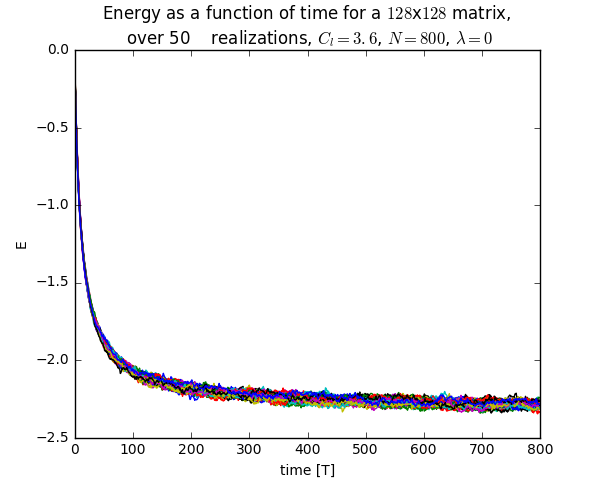 Energy as a function of time for a 128x128 matrix,
over 50    realizations, C_l = 3.6, N = 800, λ = 0
0.0
−0.5
−1.0
−1.5
−2.0
−2.5
E
0 100 200 300 400 500 600 700 800
time [T]